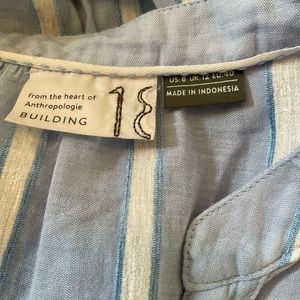 from the heart of
Anthropologie
BUILDING
18
US:8 UK:12 EU:40
MADE IN INDONESIA